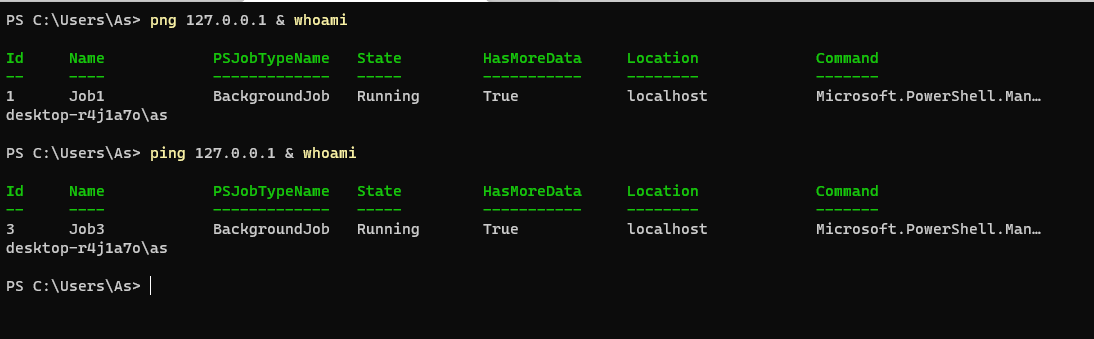 PS C:\Users\As> png 127.0.0.1 & whoami
Id Name PSJobTypeName State HasMoreData Location Command
-- ---- ------------- ----- ----------- -------- -------
1 Job1 BackgroundJob Running True localhost Microsoft.PowerShell.Man…
desktop-r4j1a7o\as
PS C:\Users\As> ping 127.0.0.1 & whoami
Id Name PSJobTypeName State HasMoreData Location Command
-- ---- ------------- ----- ----------- -------- -------
3 Job3 BackgroundJob Running True localhost Microsoft.PowerShell.Man…
desktop-r4j1a7o\as
PS C:\Users\As>